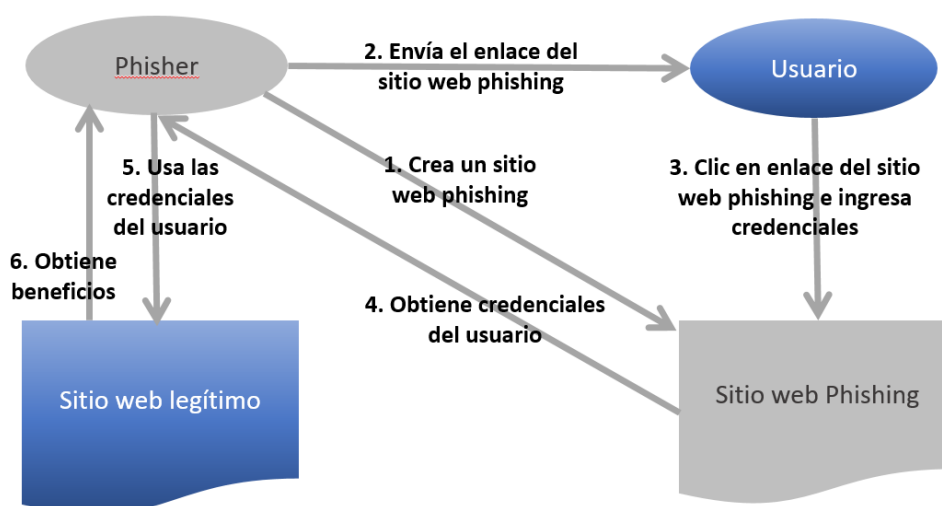 Phisher
2. Envía el enlace del
sitio web phishing
Usuario
1. Crea un sitio
web phishing
3. Clic en enlace del sitio
web phishing e ingresa
credenciales
5. Usa las
credenciales
del usuario
6. Obtiene
beneficios
4. Obtiene credenciales
del usuario
Sitio web legítimo
Sitio web Phishing